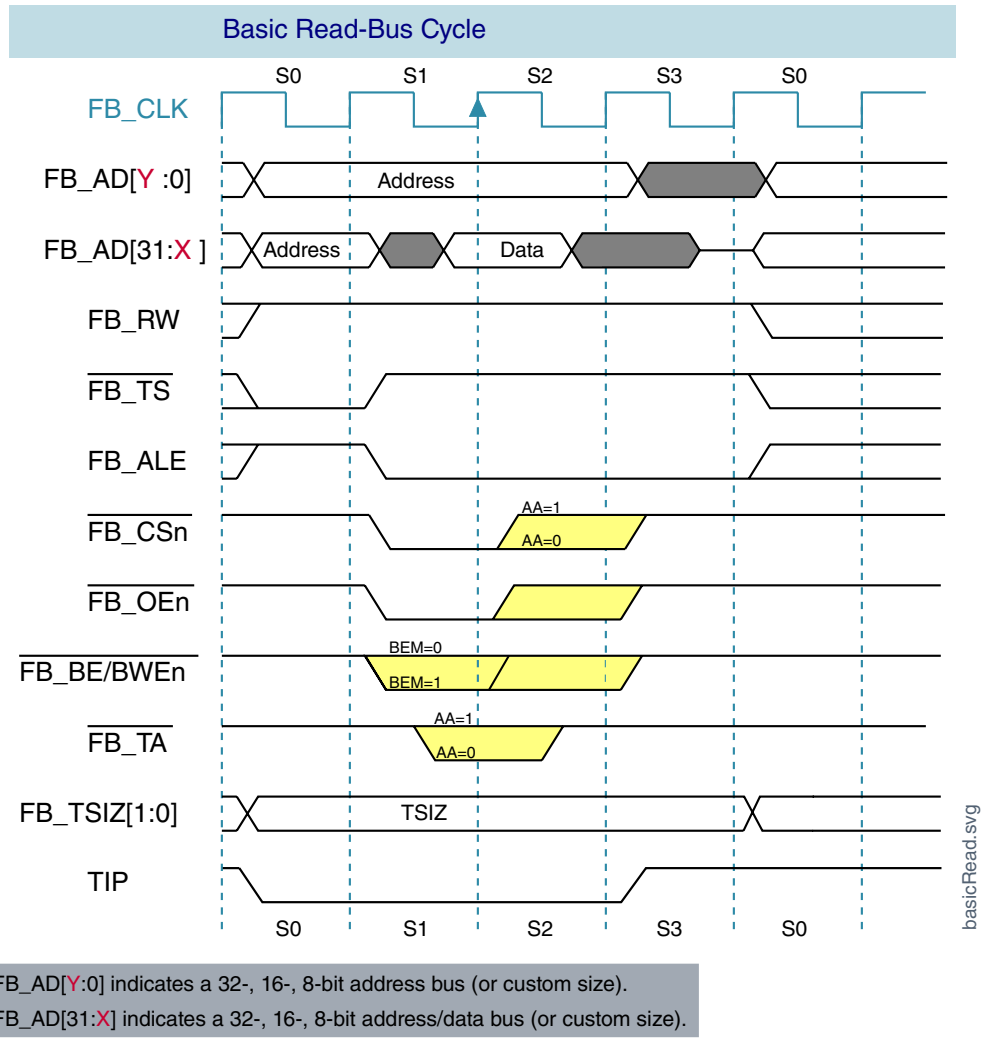 Basic Read-Bus Cycle
S0 S1 S2 S3 S0
FB_CLK
FB_AD[Y :0] Address
FB_AD[31:X ] Address Data
FB_RW
FB_TS
FB_ALE
FB_CSn AA=1
AA=0
FB_OEn
FB_BE/BWEn BEM=0
BEM=1
FB_TA AA=1
AA=0
FB_TSIZ[1:0] TSIZ
TIP
S0 S1 S2 S3 S0
basicRead.svg
FB_AD[Y:0] indicates a 32-, 16-, 8-bit address bus (or custom size).
FB_AD[31:X] indicates a 32-, 16-, 8-bit address/data bus (or custom size).